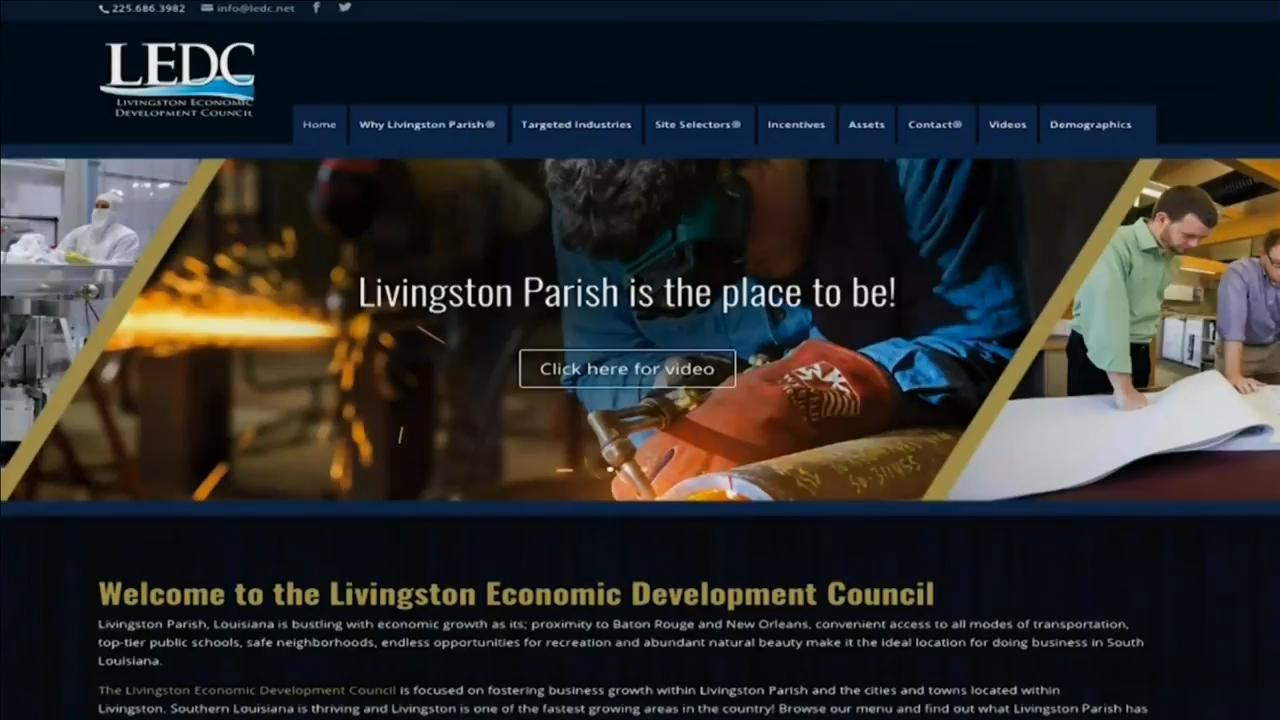 225.686.3982 info@ledc.net
LEDC
LIVINGSTON ECONOMIC
DEVELOPMENT COUNCIL
Home Why Livingston Parish® Targeted Industries Site Selectors® Incentives Assets Contact® Videos Demographics
Livingston Parish is the place to be!
Click here for video
Welcome to the Livingston Economic Development Council
Livingston Parish, Louisiana is bustling with economic growth as its; proximity to Baton Rouge and New Orleans, convenient access to all modes of transportation,
top-tier public schools, safe neighborhoods, endless opportunities for recreation and abundant natural beauty make it the ideal location for doing business in South
Louisiana.
The Livingston Economic Development Council is focused on fostering business growth within Livingston Parish and the cities and towns located within
Livingston. Southern Louisiana is thriving and Livingston is one of the fastest growing areas in the country! Browse our menu and find out what Livingston Parish has